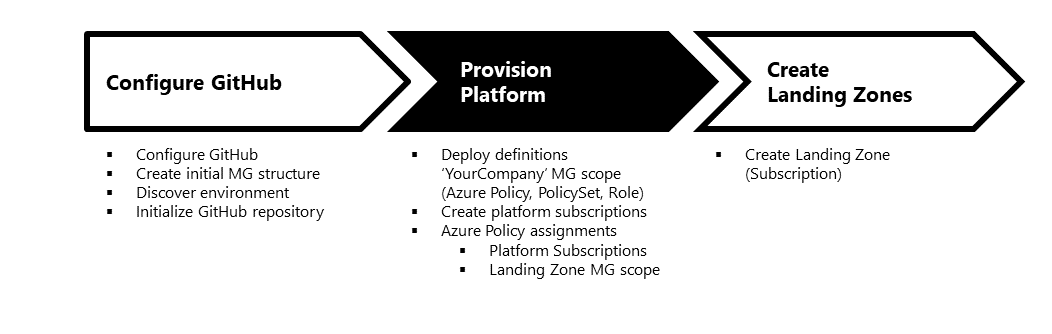 Configure GitHub
▪ Configure GitHub
▪ Create initial MG structure
▪ Discover environment
▪ Initialize GitHub repository
Provision
Platform
▪ Deploy definitions
‘YourCompany’ MG scope
(Azure Policy, PolicySet, Role)
▪ Create platform subscriptions
▪ Azure Policy assignments
▪ Platform Subscriptions
▪ Landing Zone MG scope
Create
Landing Zones
▪ Create Landing Zone
(Subscription)